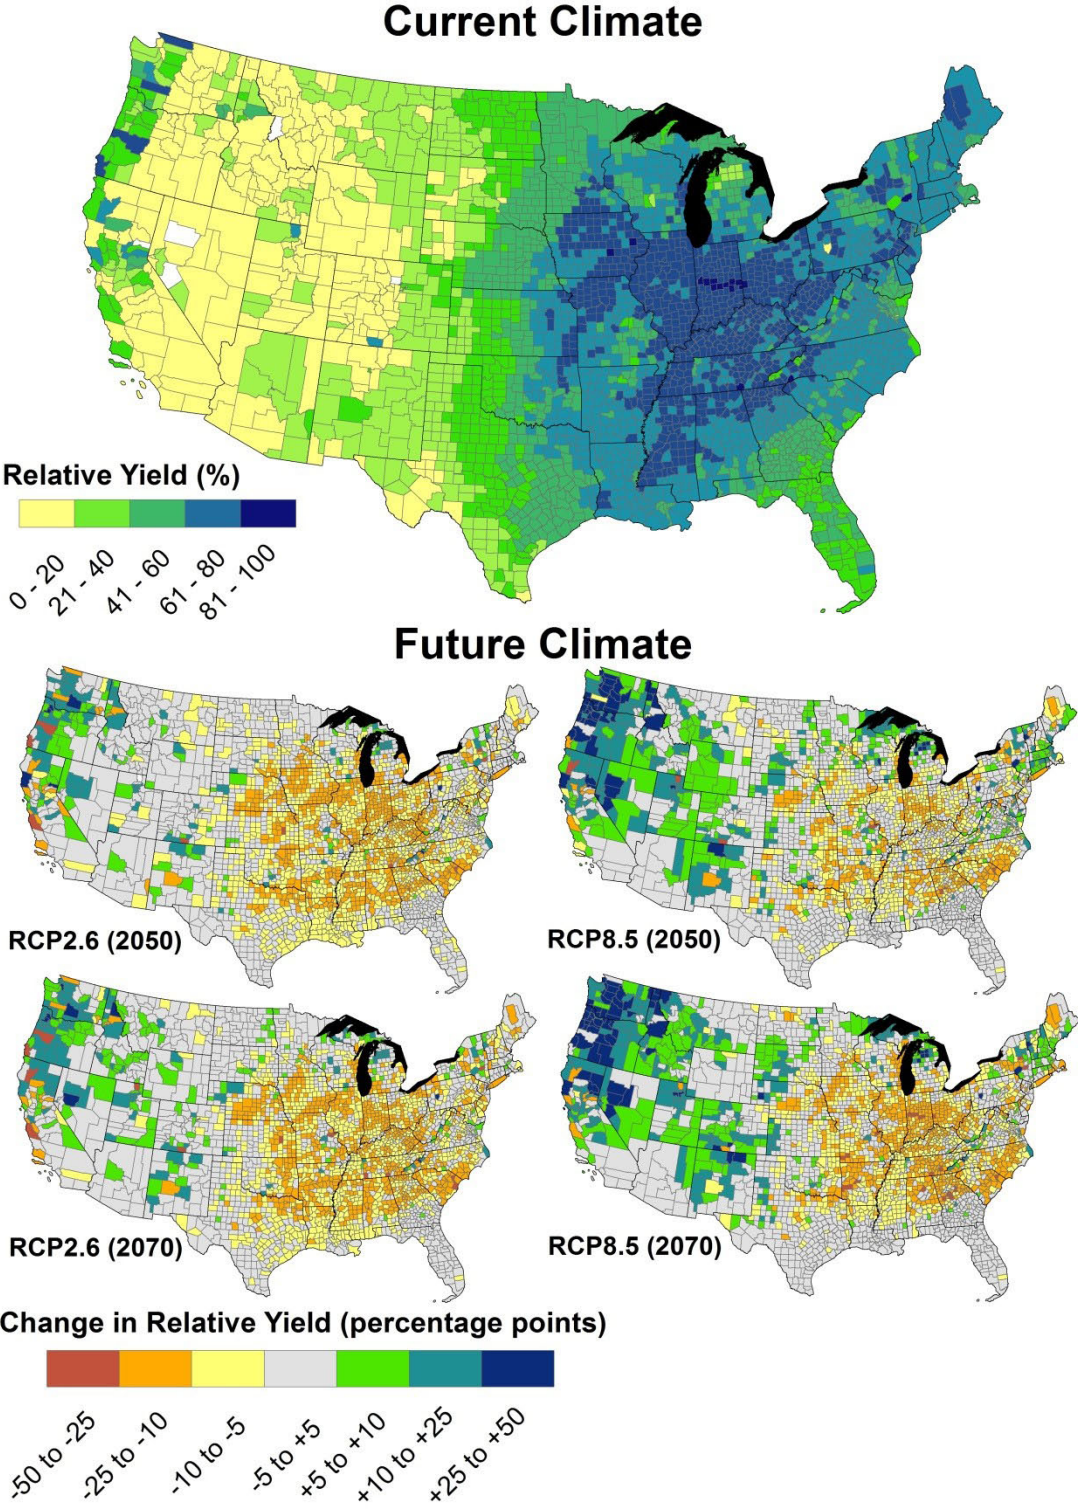 Current Climate
Relative Yield (%)
0 - 20
21 - 40
41 - 60
61 - 80
81 - 100
Future Climate
RCP2.6 (2050)
RCP8.5 (2050)
RCP2.6 (2070)
RCP8.5 (2070)
Change in Relative Yield (percentage points)
-50 to -25
-25 to -10
-10 to -5
-5 to +5
+5 to +10
+10 to +25
+25 to +50